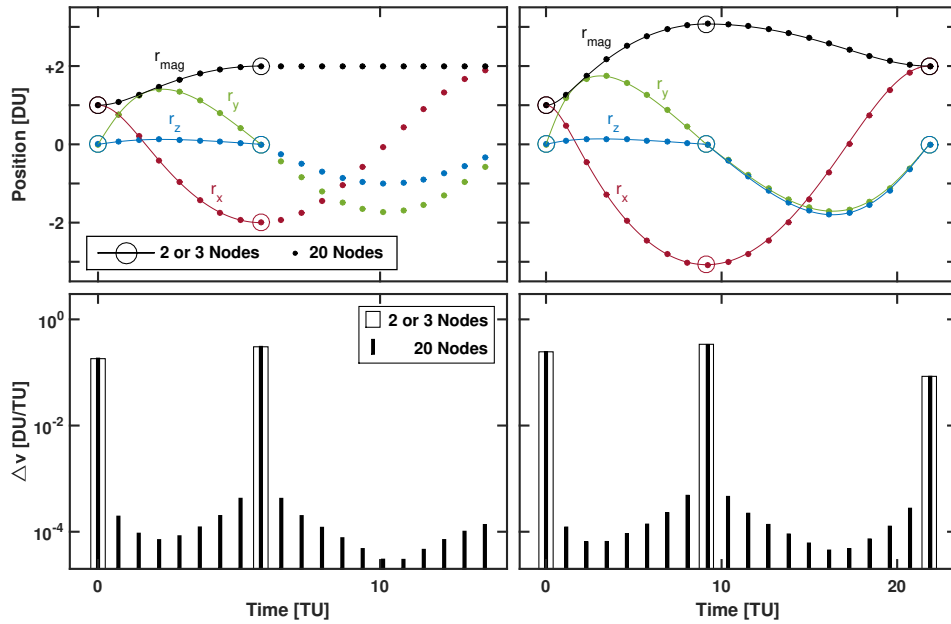 Position [DU]
+2
0
-2
r_mag
r_y
r_z
r_x
2 or 3 Nodes
20 Nodes
r_mag
r_y
r_z
r_x
Δv [DU/TU]
10^0
10^-2
10^-4
2 or 3 Nodes
20 Nodes
0
10
Time [TU]
0
10
20
Time [TU]